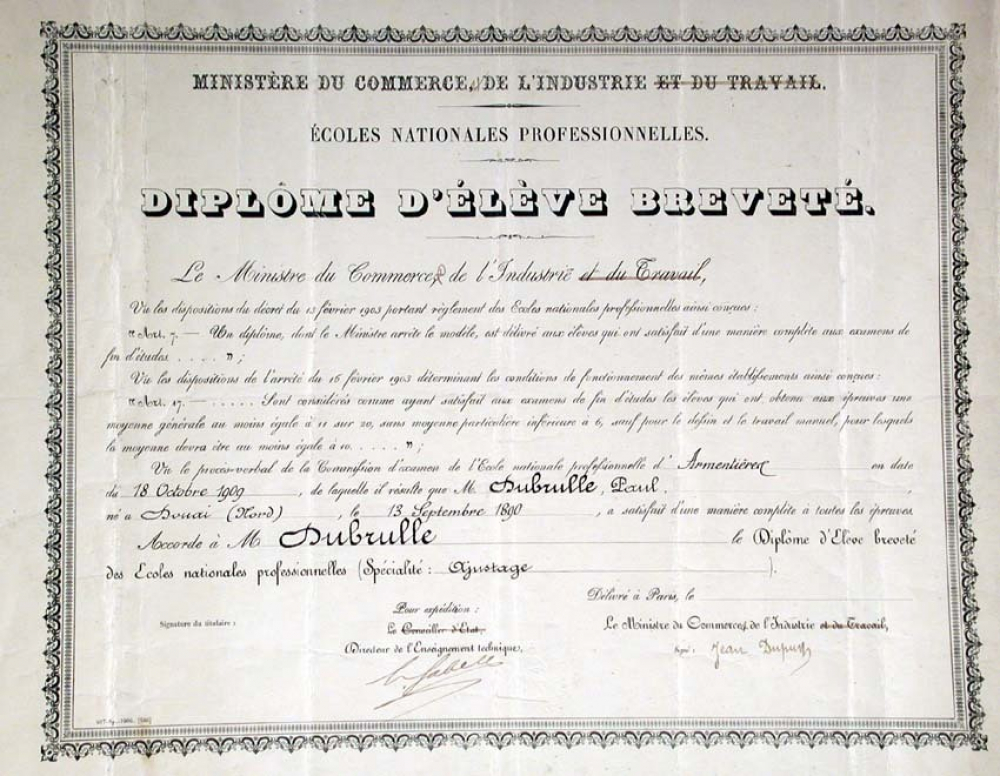 MINISTÈRE DU COMMERCE, DE L'INDUSTRIE ET DU TRAVAIL.
ÉCOLES NATIONALES PROFESSIONNELLES.
DIPLÔME D'ÉLÈVE BREVETÉ.
Le Ministre du Commerce, de l'Industrie et du Travail,
Vu les dispositions du décret du 13 février 1903 portant règlement des Écoles nationales professionnelles ainsi conçues :
"Art. 7. — Un diplôme, dont le Ministre arrête le modèle, est délivré aux élèves qui ont satisfait d'une manière complète aux examens de
fin d'études . . . . " ;
Vu les dispositions de l'arrêté du 16 février 1903 déterminant les conditions de fonctionnement des mêmes établissements ainsi conçues :
"Art. 17. — . . . . . Sont considérés comme ayant satisfait aux examens de fin d'études les élèves qui ont obtenu aux épreuves une
moyenne générale au moins égale à 11 sur 20, sans moyenne particulière inférieure à 6, sauf pour le dessin et le travail manuel, pour lesquels
la moyenne devra être au moins égale à 10. . . . . " ;
Vu le procès-verbal de la Commission d'examen de l'École nationale professionnelle d' Armentières en date
du 18 Octobre 1909, de laquelle il résulte que M. Dubrulle, Paul.
né à Douai (Nord), le 13 Septembre 1890, a satisfait d'une manière complète à toutes les épreuves.
Accorde à M. Dubrulle le Diplôme d'Élève breveté
des Écoles nationales professionnelles (Spécialité : Ajustage).
Délivré à Paris, le
Pour expédition :
Le Conseiller d'État,
Directeur de l'Enseignement technique,
Signature du titulaire :
Le Ministre du Commerce, de l'Industrie et du Travail,
Signé : Jean Dupuy